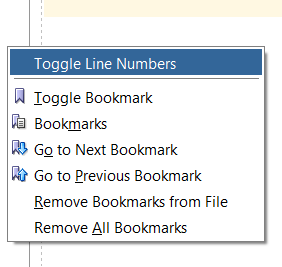 Toggle Line Numbers
Toggle Bookmark
Bookmarks
Go to Next Bookmark
Go to Previous Bookmark
Remove Bookmarks from File
Remove All Bookmarks